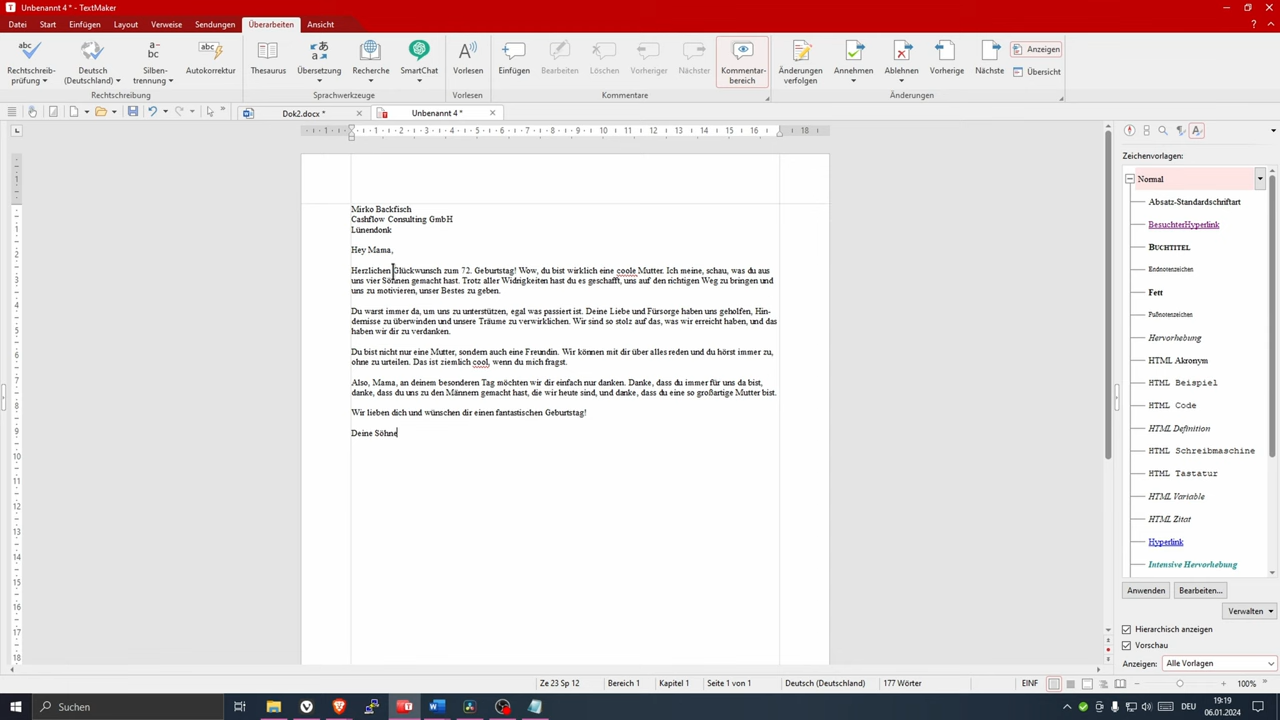 Unbenannt 4 * - TextMaker
Datei Start Einfügen Layout Verweise Sendungen Überarbeiten Ansicht
Rechtschreib-
prüfung
Deutsch
(Deutschland)
Silben-
trennung
Autokorrektur
Thesaurus
Übersetzung
Recherche
SmartChat
Vorlesen
Einfügen
Bearbeiten
Löschen
Vorheriger
Nächster
Kommentar-
bereich
Änderungen
verfolgen
Annehmen
Ablehnen
Vorherige
Nächste
Anzeigen
Übersicht
Rechtschreibung Sprachwerkzeuge Vorlesen Kommentare Änderungen
Dok2.docx * Unbenannt 4 *
Mirko Backfisch
Cashflow Consulting GmbH
Lünendonk
Hey Mama,
Herzlichen Glückwunsch zum 72. Geburtstag! Wow, du bist wirklich eine coole Mutter. Ich meine, schau, was du aus
uns vier Söhnen gemacht hast. Trotz aller Widrigkeiten hast du es geschafft, uns auf den richtigen Weg zu bringen und
uns zu motivieren, unser Bestes zu geben.
Du warst immer da, um uns zu unterstützen, egal was passiert ist. Deine Liebe und Fürsorge haben uns geholfen, Hin-
dernisse zu überwinden und unsere Träume zu verwirklichen. Wir sind so stolz auf das, was wir erreicht haben, und das
haben wir dir zu verdanken.
Du bist nicht nur eine Mutter, sondern auch eine Freundin. Wir können mit dir über alles reden und du hörst immer zu,
ohne zu urteilen. Das ist ziemlich cool, wenn du mich fragst.
Also, Mama, an deinem besonderen Tag möchten wir dir einfach nur danken. Danke, dass du immer für uns da bist,
danke, dass du uns zu den Männern gemacht hast, die wir heute sind, und danke, dass du eine so großartige Mutter bist.
Wir lieben dich und wünschen dir einen fantastischen Geburtstag!
Deine Söhne
Zeichenvorlagen:
Normal
Absatz-Standardschriftart
BesuchterHyperlink
BUCHTITEL
Endnotenzeichen
Fett
Fußnotenzeichen
Hervorhebung
HTML Akronym
HTML Beispiel
HTML Code
HTML Definition
HTML Schreibmaschine
HTML Tastatur
HTML Variable
HTML Zitat
Hyperlink
Intensive Hervorhebung
Anwenden Bearbeiten...
Verwalten
Hierarchisch anzeigen
Vorschau
Anzeigen: Alle Vorlagen
Ze 23 Sp 12 Bereich 1 Kapitel 1 Seite 1 von 1 Deutsch (Deutschland) 177 Wörter EINF 100%
Suchen
DEU
19:19
06.01.2024